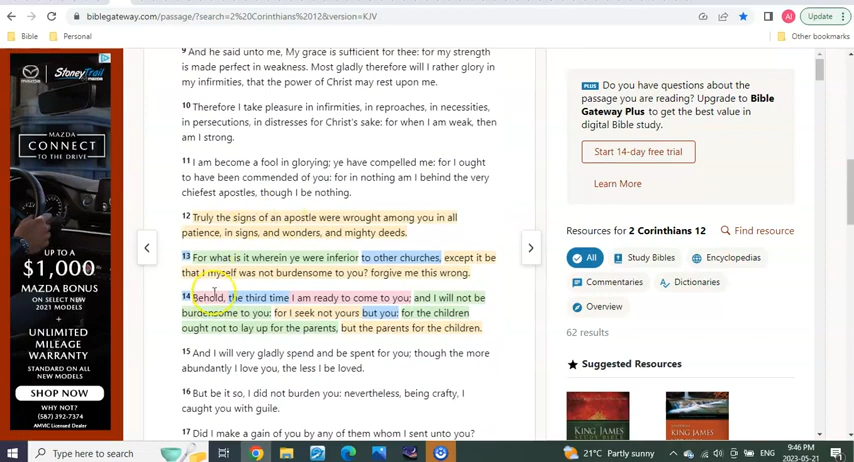 biblegateway.com/passage/?search=2%20Corinthians%2012&version=KJV
AI
Update
Bible
Personal
Other bookmarks
MAZDA
STONEY TRAIL
mazda
MAZDA
CONNECT
TO THE DRIVE
UP TO A
$1,000
MAZDA BONUS
ON SELECT NEW
2021 MODELS
+
UNLIMITED
MILEAGE
WARRANTY
STANDARD ON ALL
NEW MODELS
SHOP NOW
WHY NOT?
(587) 392-7374
AMVIC Licensed Dealer
9 And he said unto me, My grace is sufficient for thee: for my strength
is made perfect in weakness. Most gladly therefore will I rather glory in
my infirmities, that the power of Christ may rest upon me.
10 Therefore I take pleasure in infirmities, in reproaches, in necessities,
in persecutions, in distresses for Christ's sake: for when I am weak, then
am I strong.
11 I am become a fool in glorying; ye have compelled me: for I ought
to have been commended of you: for in nothing am I behind the very
chiefest apostles, though I be nothing.
12 Truly the signs of an apostle were wrought among you in all
patience, in signs, and wonders, and mighty deeds.
13 For what is it wherein ye were inferior to other churches, except it be
that I myself was not burdensome to you? forgive me this wrong.
14 Behold, the third time I am ready to come to you; and I will not be
burdensome to you: for I seek not yours but you: for the children
ought not to lay up for the parents, but the parents for the children.
15 And I will very gladly spend and be spent for you; though the more
abundantly I love you, the less I be loved.
16 But be it so, I did not burden you: nevertheless, being crafty, I
caught you with guile.
17 Did I make a gain of you by any of them whom I sent unto you?
PLUS Do you have questions about the
passage you are reading? Upgrade to Bible
Gateway Plus to get the best value in
digital Bible study.
Start 14-day free trial
Learn More
Resources for 2 Corinthians 12
Find resource
All
Study Bibles
Encyclopedias
Commentaries
Dictionaries
Overview
62 results
Suggested Resources
KING JAMES
KING JAMES
Type here to search
21°C Partly sunny
ENG
9:46 PM
2023-05-21